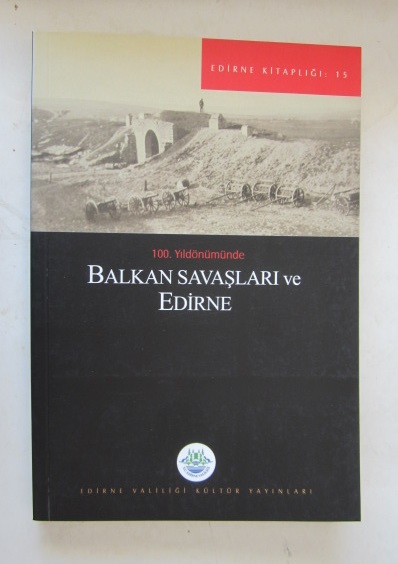 EDİRNE KİTAPLIĞI: 15
100. Yıldönümünde
BALKAN SAVAŞLARI ve
EDİRNE
EDİRNE VALİLİĞİ KÜLTÜR YAYINLARI